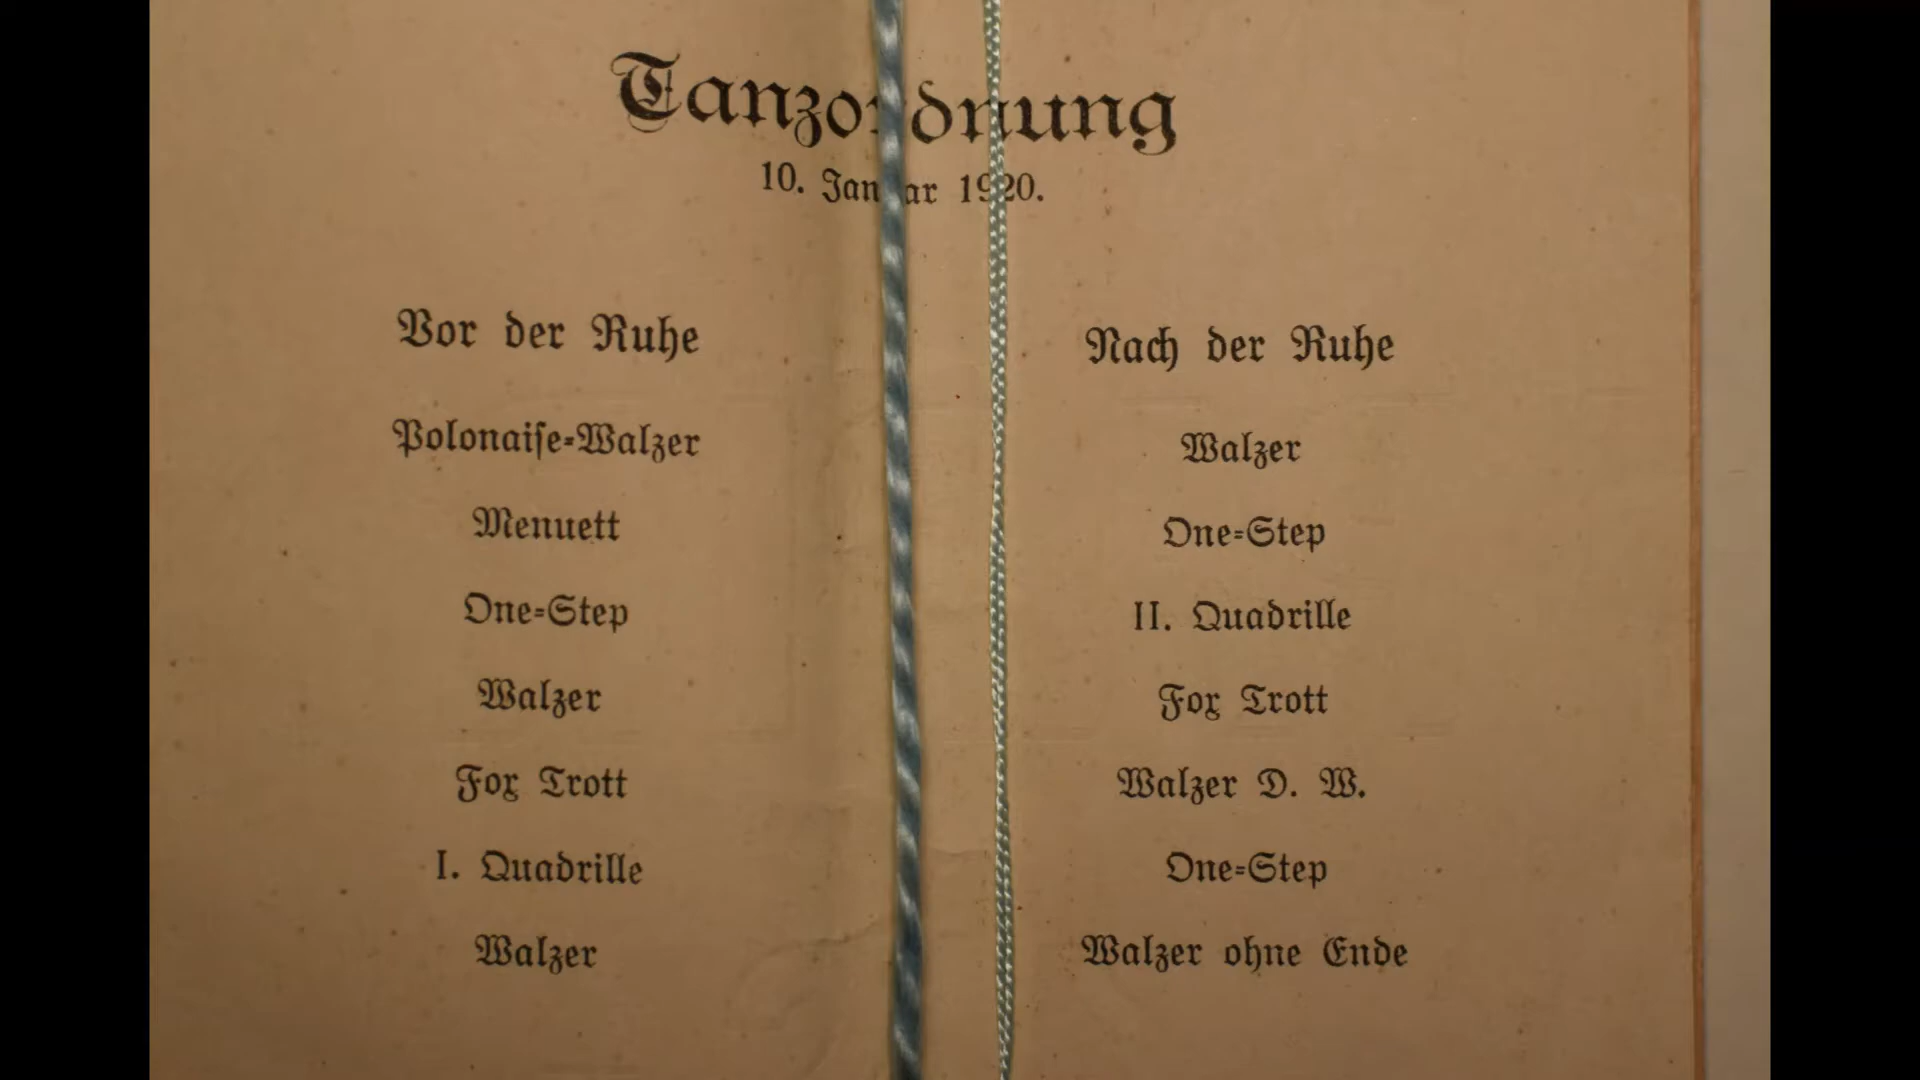 Tanzordnung
10. Januar 1920.
Vor der Ruhe
Polonaiſe-Walzer
Menuett
One-Step
Walzer
Fox Trott
I. Quadrille
Walzer
Nach der Ruhe
Walzer
One-Step
II. Quadrille
Fox Trott
Walzer D. W.
One-Step
Walzer ohne Ende